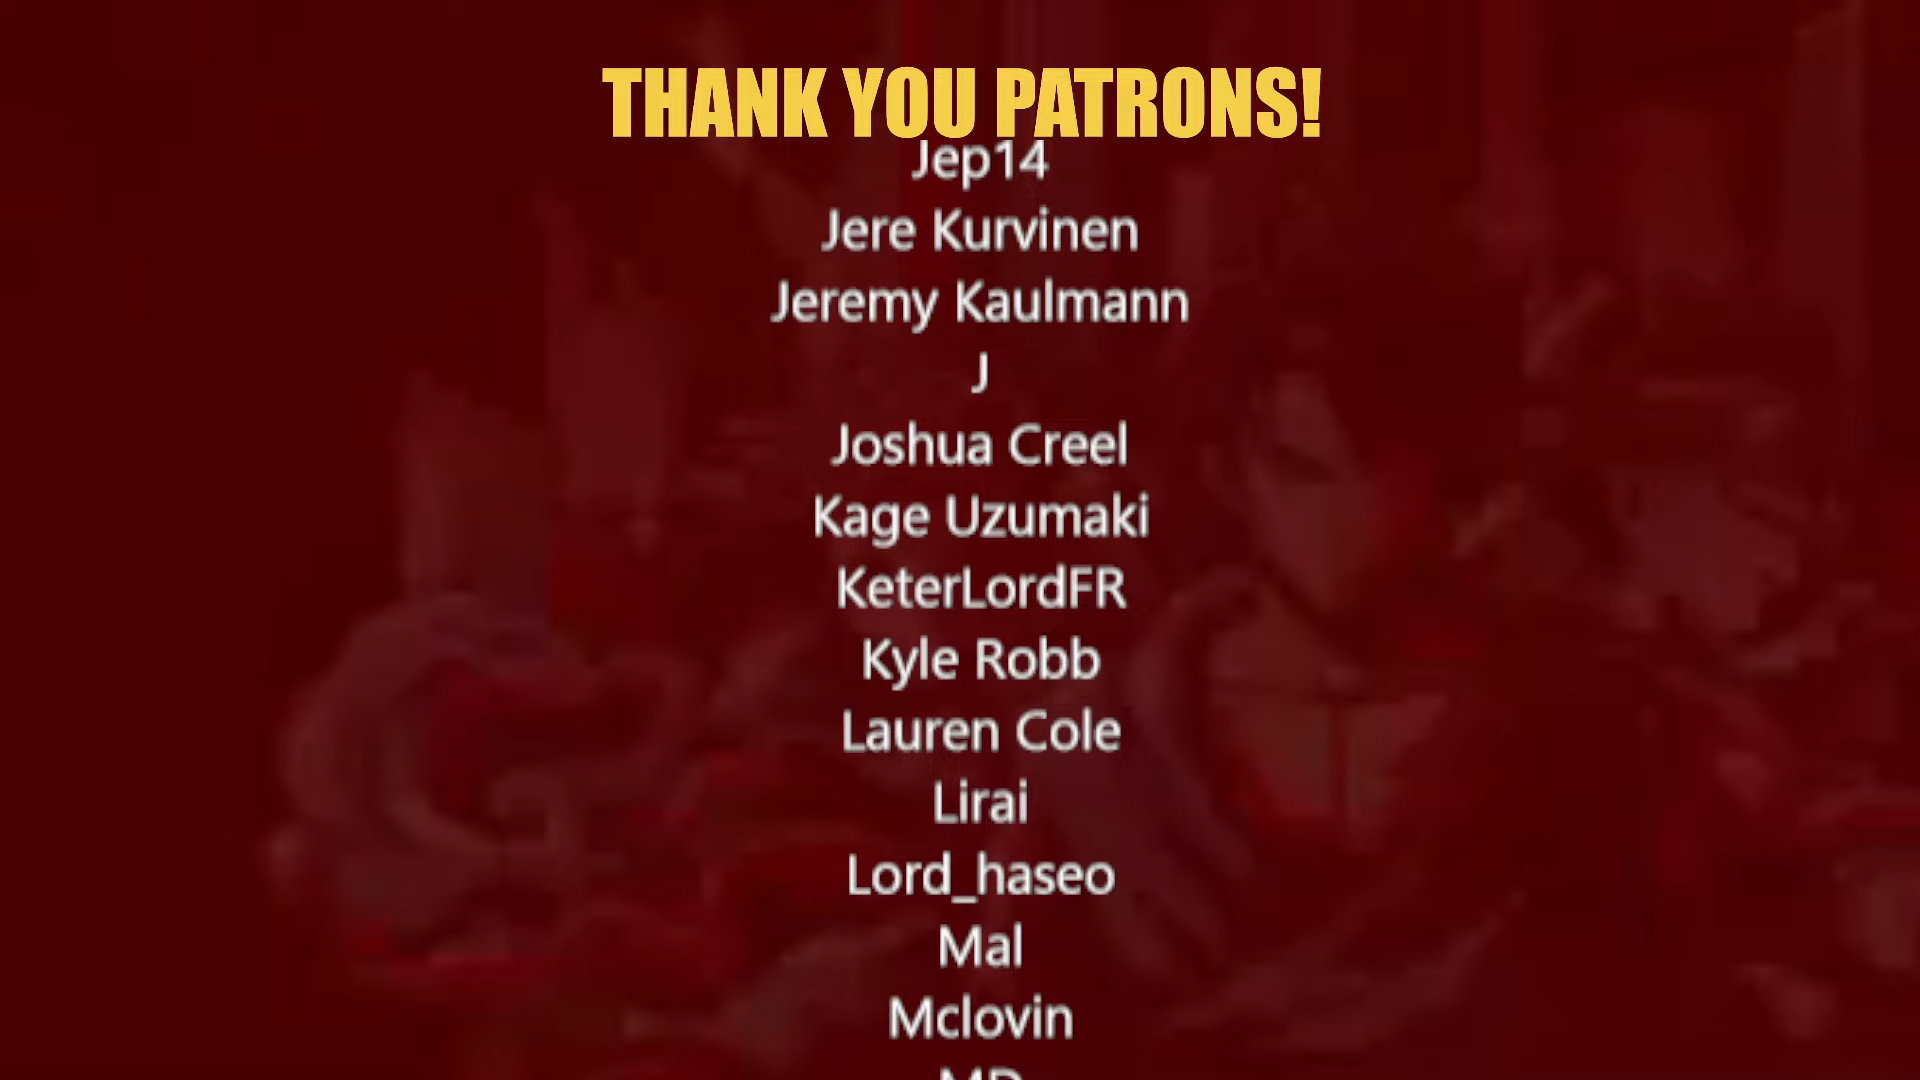 THANK YOU PATRONS!
Jep14
Jere Kurvinen
Jeremy Kaulmann
J
Joshua Creel
Kage Uzumaki
KeterLordFR
Kyle Robb
Lauren Cole
Lirai
Lord_haseo
Mal
Mclovin